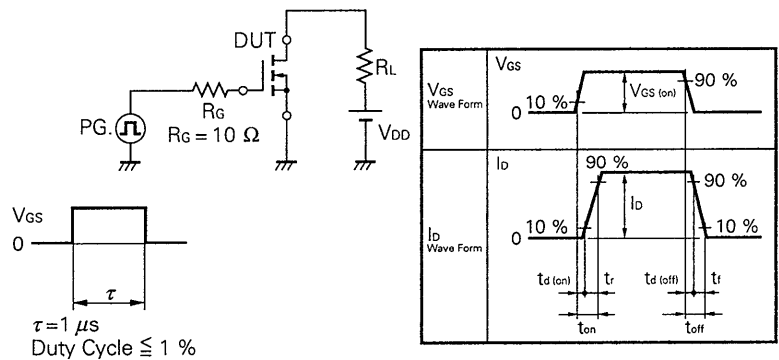 DUT
RL
RG
RG = 10 Ω
PG.
VDD
VGS
0
τ
τ=1 μs
Duty Cycle ≦ 1 %
VGS
Wave Form
VGS
90 %
VGS (on)
10 %
0
ID
Wave Form
ID
90 %
90 %
ID
10 %
10 %
0
td (on)
tr
td (off)
tf
ton
toff